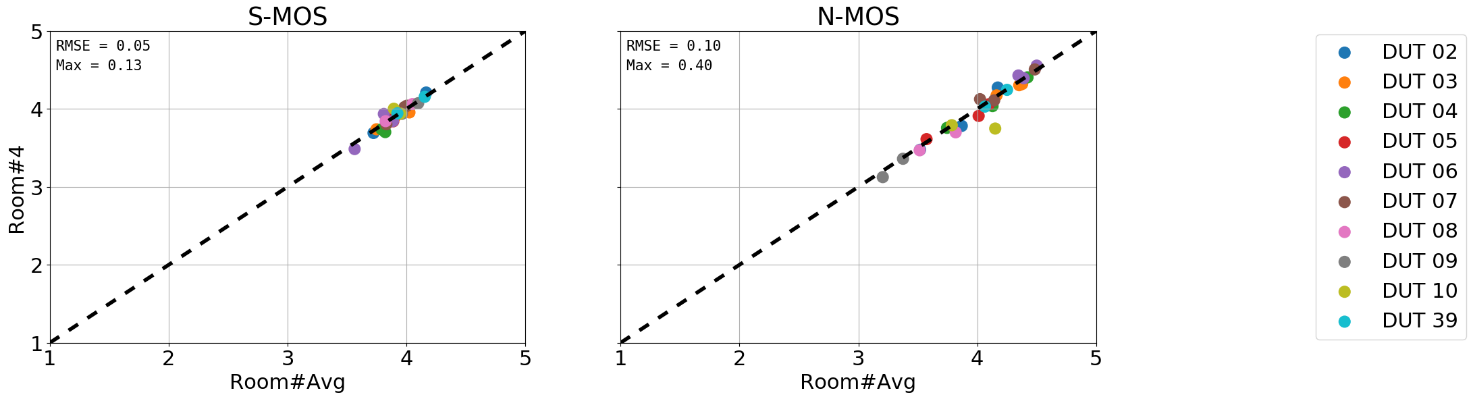 S-MOS
RMSE = 0.05
Max = 0.13
5
4
3
2
1
Room#4
1 2 3 4 5
Room#Avg
N-MOS
RMSE = 0.10
Max = 0.40
1 2 3 4 5
Room#Avg
DUT 02
DUT 03
DUT 04
DUT 05
DUT 06
DUT 07
DUT 08
DUT 09
DUT 10
DUT 39